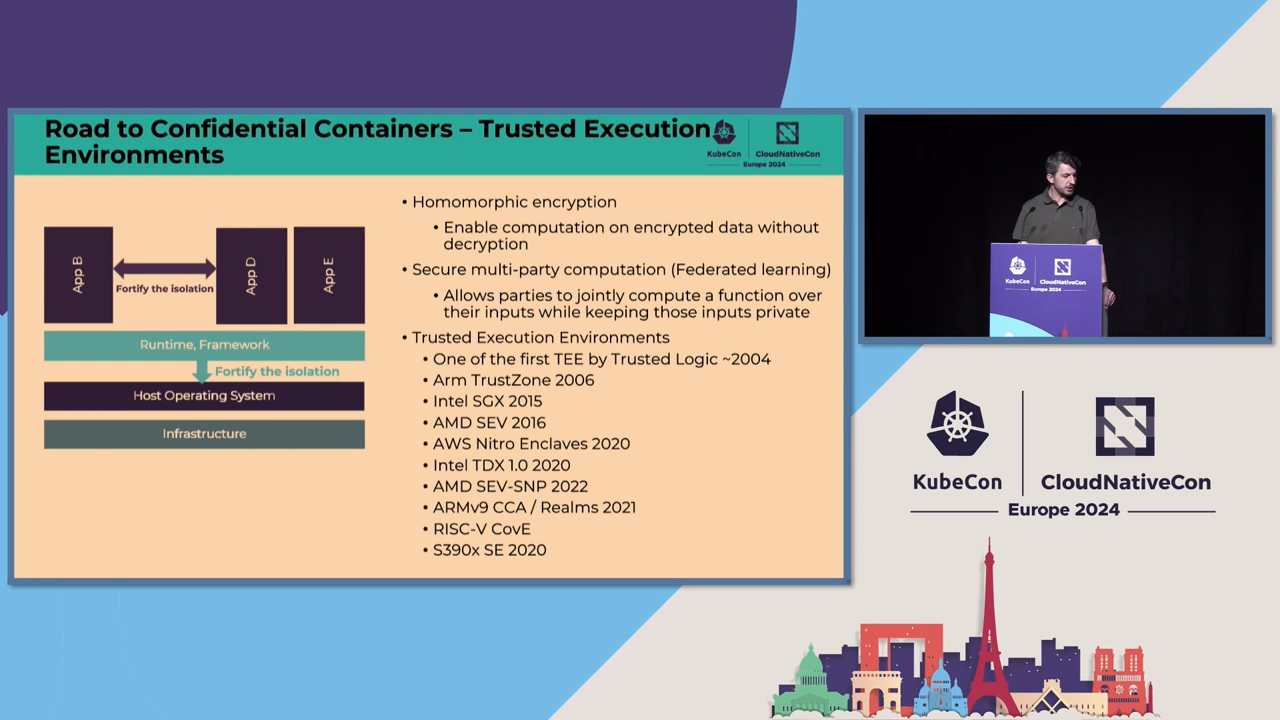 Road to Confidential Containers – Trusted Execution
Environments
KubeCon
CloudNativeCon
Europe 2024
App B
Fortify the isolation
App D
App E
Runtime, Framework
Fortify the isolation
Host Operating System
Infrastructure
• Homomorphic encryption
• Enable computation on encrypted data without
decryption
• Secure multi-party computation (Federated learning)
• Allows parties to jointly compute a function over
their inputs while keeping those inputs private
• Trusted Execution Environments
• One of the first TEE by Trusted Logic ~2004
• Arm TrustZone 2006
• Intel SGX 2015
• AMD SEV 2016
• AWS Nitro Enclaves 2020
• Intel TDX 1.0 2020
• AMD SEV-SNP 2022
• ARMv9 CCA / Realms 2021
• RISC-V CovE
• S390x SE 2020
KubeCon
CloudNativeCon
Europe 2024
KubeCon
CloudNativeCon
Europe 2024